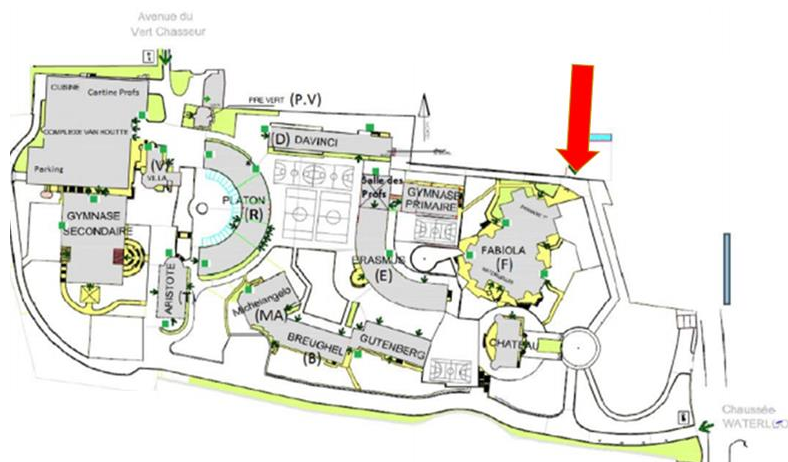 Avenue du
Vert Chasseur
CUISINE
Cantine Profs
COMPLEXE VAN HOUTTE
Parking
PRE VERT (P.V)
(D) DAVINCI
(V)
VILLA
GYMNASE
SECONDAIRE
PLATON
(R)
Salle des
Profs
GYMNASE
PRIMAIRE
ERASMUS
(E)
FABIOLA
(F)
ARISTOTE
Michelangelo
(MA)
BREUGHEL
(B)
GUTENBERG
CHATEAU
Chaussée
WATERLOO